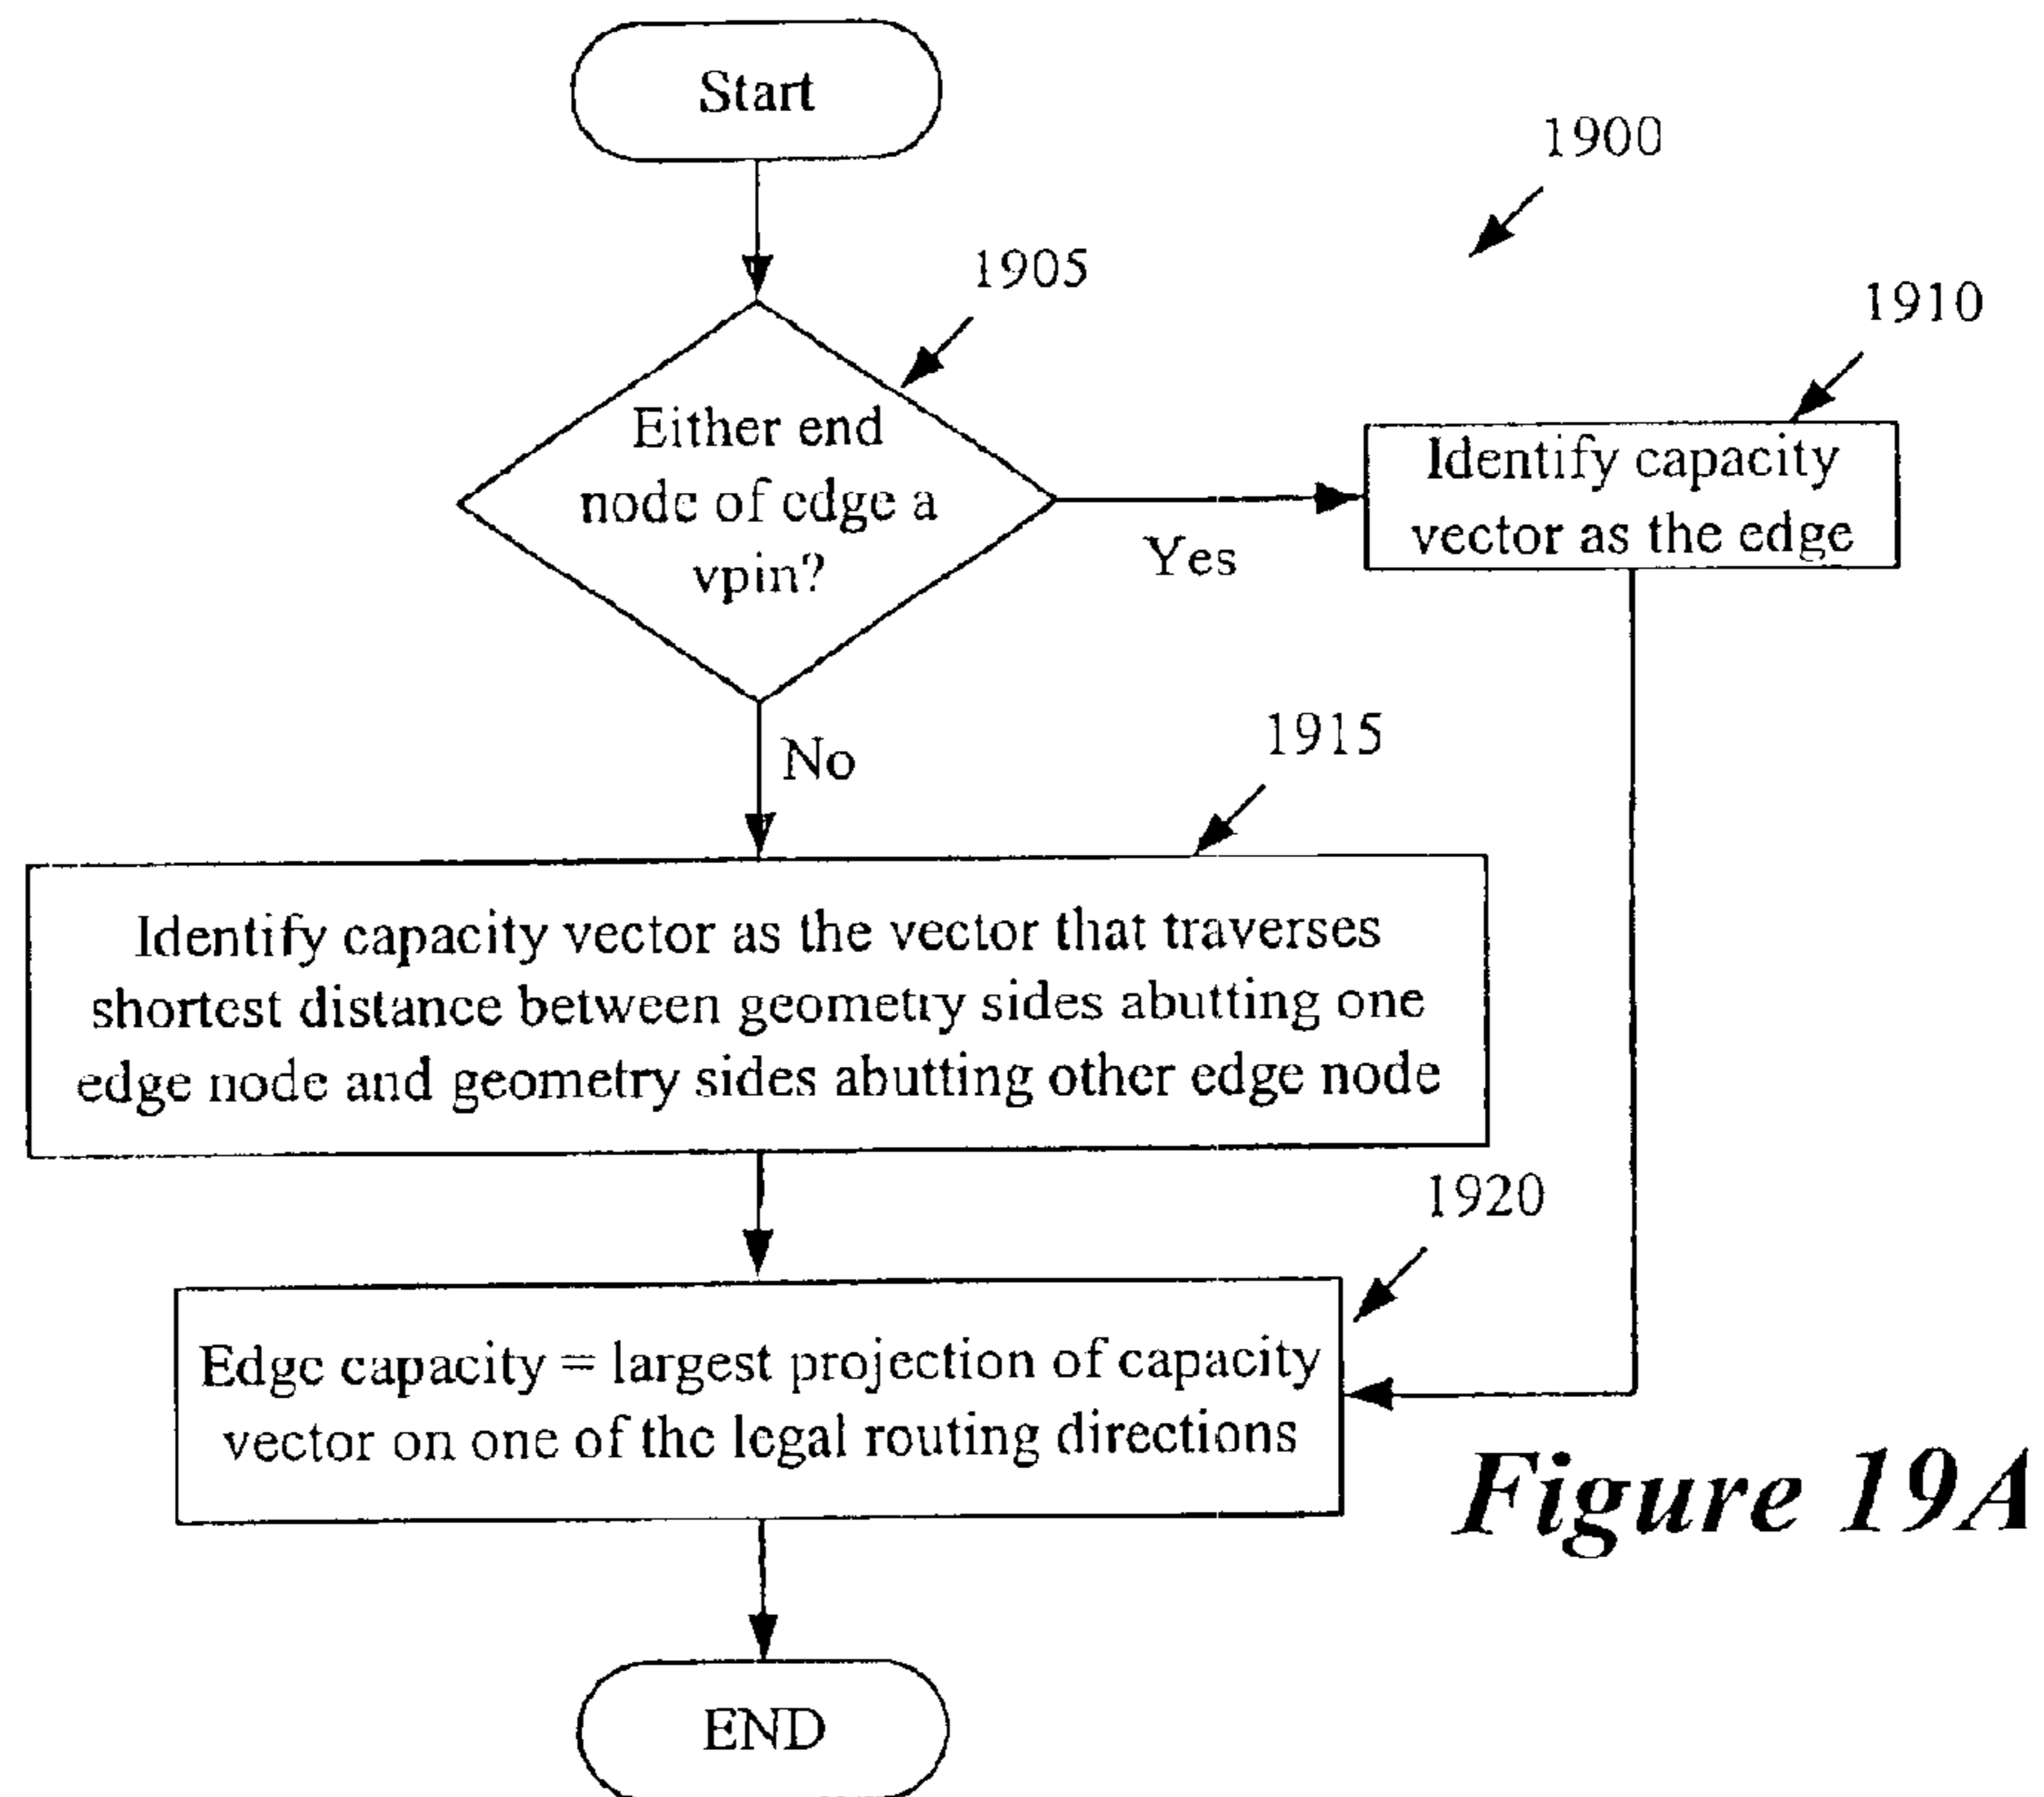 Start
1900
1905
1910
Either end
node of edge a
vpin?
Yes
Identify capacity
vector as the edge
No
1915
Identify capacity vector as the vector that traverses
shortest distance between geometry sides abutting one
edge node and geometry sides abutting other edge node
1920
Edge capacity = largest projection of capacity
vector on one of the legal routing directions
Figure 19A
END